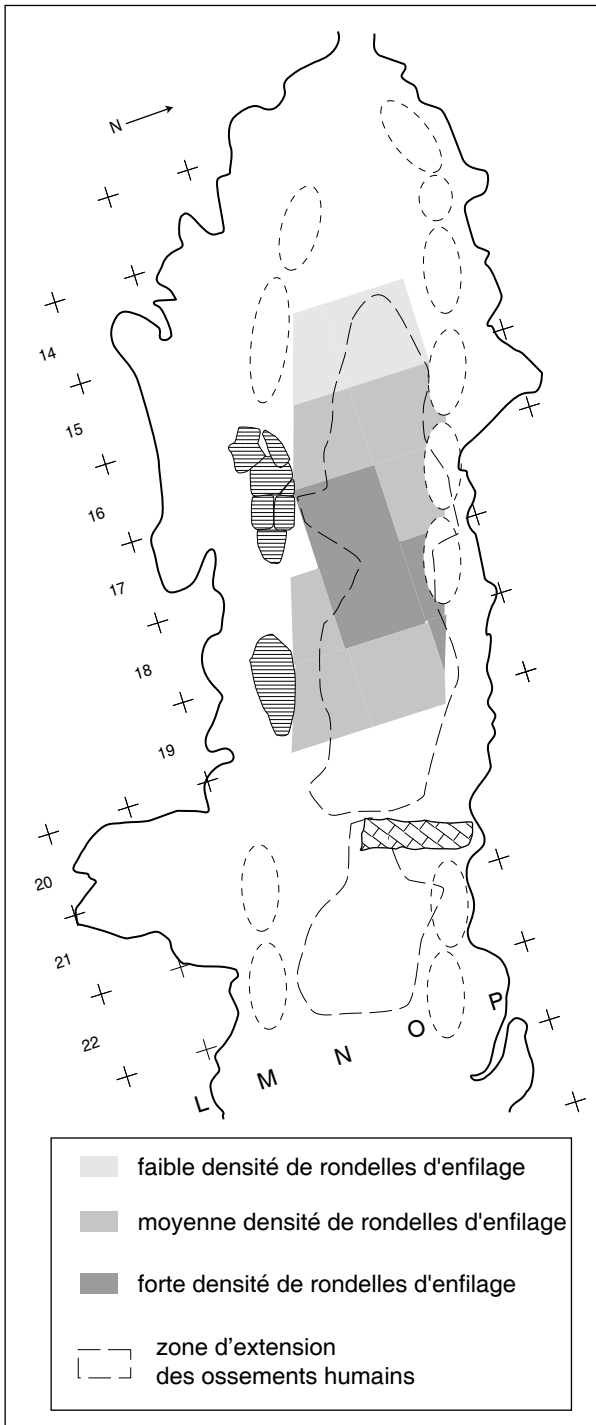 N
14
15
16
17
18
19
20
21
22
L M N O P
faible densité de rondelles d'enfilage
moyenne densité de rondelles d'enfilage
forte densité de rondelles d'enfilage
zone d'extension
des ossements humains